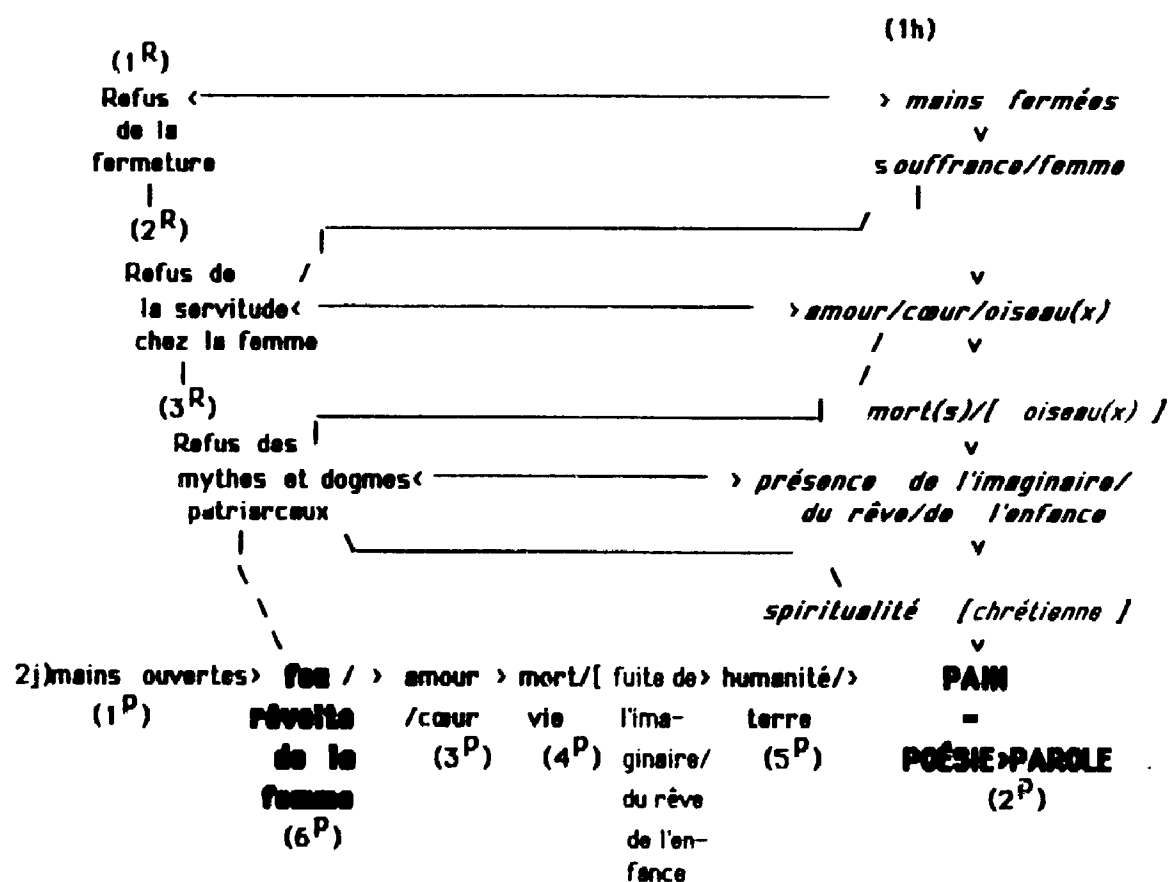 (1h)
(1R)
Refus < > mains fermées
de la v
fermeture souffrance/femme
(2R)
Refus de / v
la servitude< >amour/cœur/oiseau(x)
chez la femme / v
(3R) mort(s)/[ oiseau(x) ]
Refus des v
mythes et dogmes< > présence de l'imaginaire/
patriarcaux du rêve/de l'enfance
v
spiritualité [chrétienne ]
v
2j)mains ouvertes> feu / > amour > mort/[ fuite de> humanité/> PAIN
(1P) révolte /cœur vie l'ima- terre =
de la (3P) (4P) ginaire/ (5P) POÉSIE>PAROLE
femme du rêve (2P)
(6P) de l'en-
fance